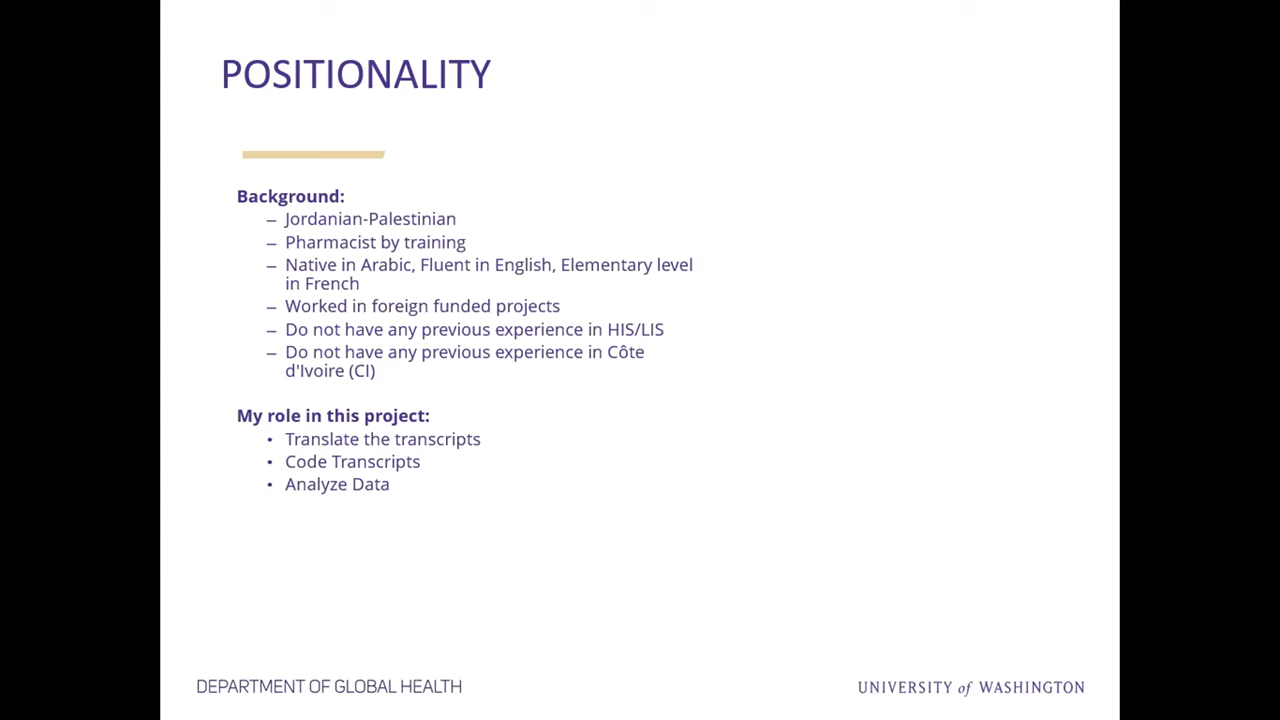 POSITIONALITY
Background:
– Jordanian-Palestinian
– Pharmacist by training
– Native in Arabic, Fluent in English, Elementary level
in French
– Worked in foreign funded projects
– Do not have any previous experience in HIS/LIS
– Do not have any previous experience in Côte
d'Ivoire (CI)
My role in this project:
• Translate the transcripts
• Code Transcripts
• Analyze Data
DEPARTMENT OF GLOBAL HEALTH
UNIVERSITY of WASHINGTON